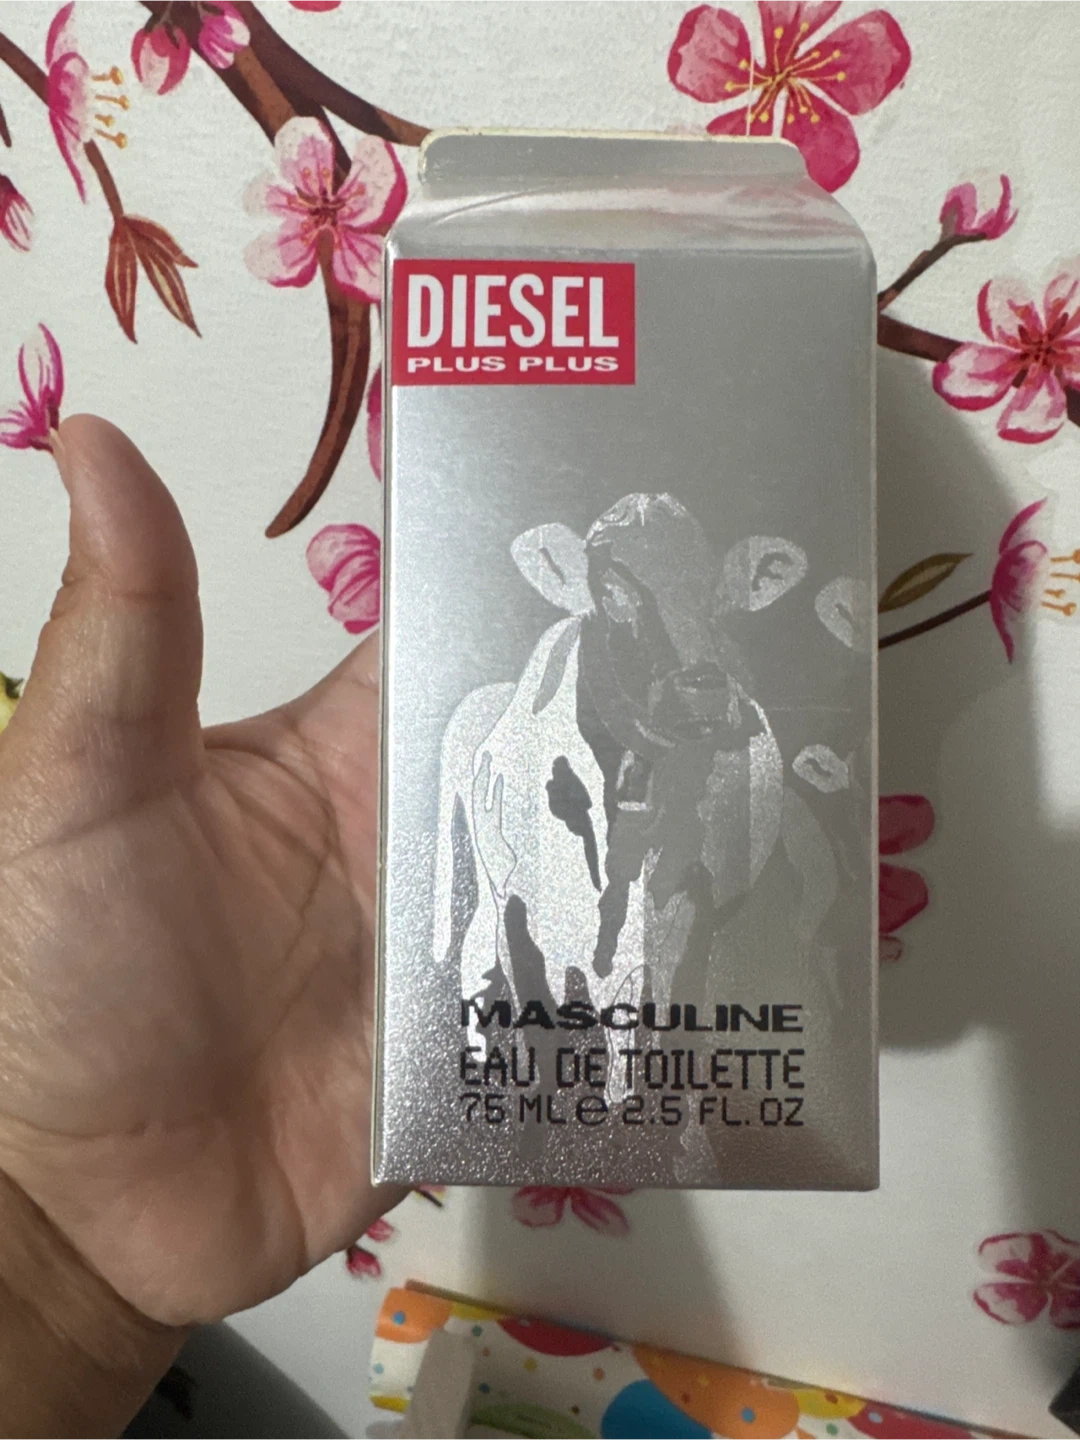 DIESEL
PLUS PLUS
MASCULINE
EAU DE TOILETTE
75 ML e 2.5 FL. OZ